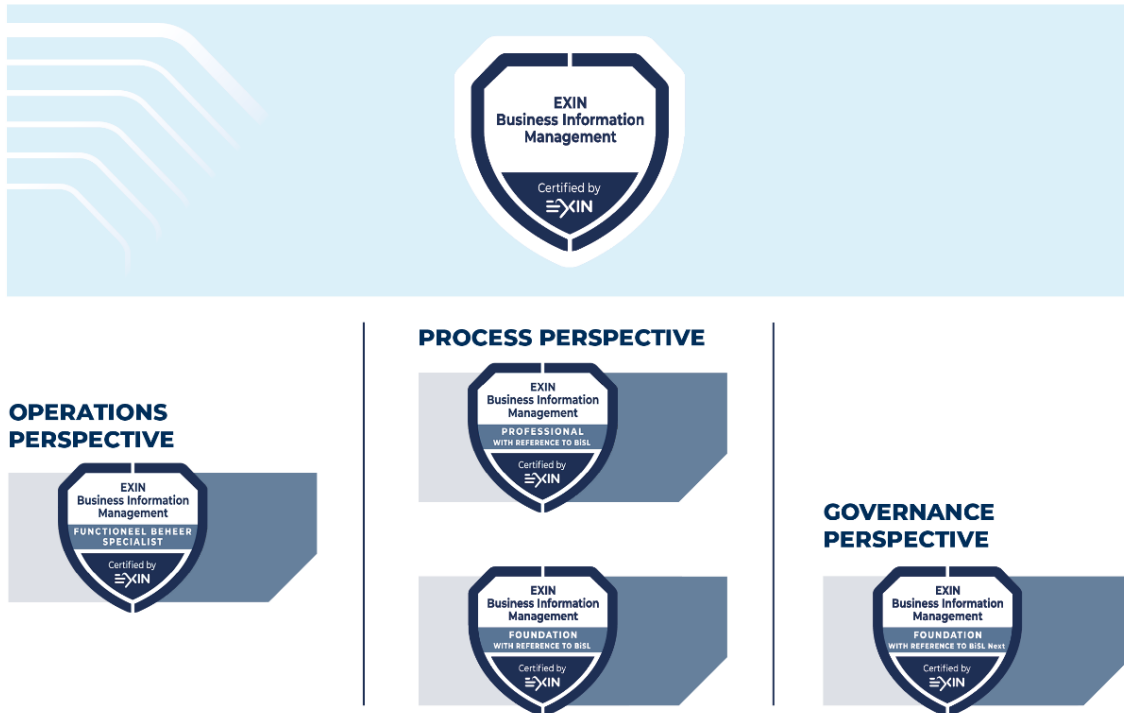 EXIN
Business Information
Management
Certified by
EXIN
OPERATIONS
PERSPECTIVE
EXIN
Business Information
Management
FUNCTIONEEL BEHEER
SPECIALIST
Certified by
EXIN
PROCESS PERSPECTIVE
EXIN
Business Information
Management
PROFESSIONAL
WITH REFERENCE TO BiSL
Certified by
EXIN
EXIN
Business Information
Management
FOUNDATION
WITH REFERENCE TO BiSL
Certified by
EXIN
GOVERNANCE
PERSPECTIVE
EXIN
Business Information
Management
FOUNDATION
WITH REFERENCE TO BiSL Next
Certified by
EXIN